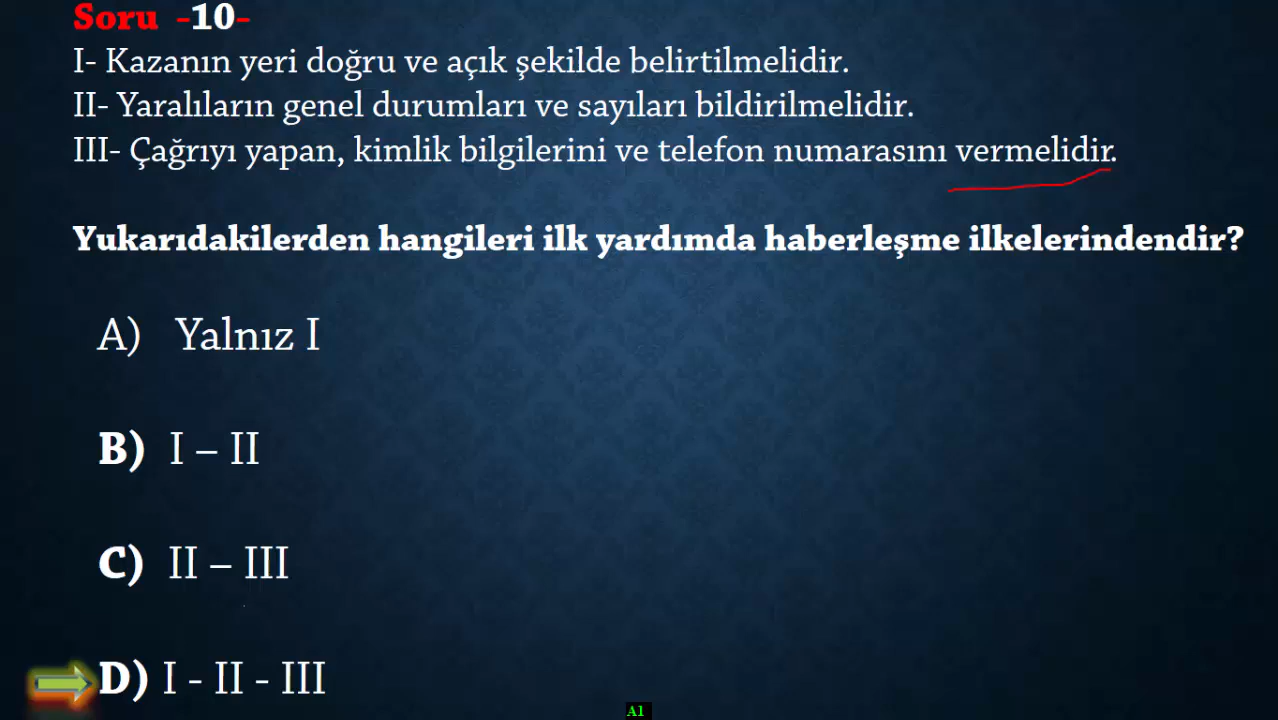 Soru -10-
I- Kazanın yeri doğru ve açık şekilde belirtilmelidir.
II- Yaralıların genel durumları ve sayıları bildirilmelidir.
III- Çağrıyı yapan, kimlik bilgilerini ve telefon numarasını vermelidir.
Yukarıdakilerden hangileri ilk yardımda haberleşme ilkelerindendir?
A) Yalnız I
B) I – II
C) II – III
D) I - II - III
A1